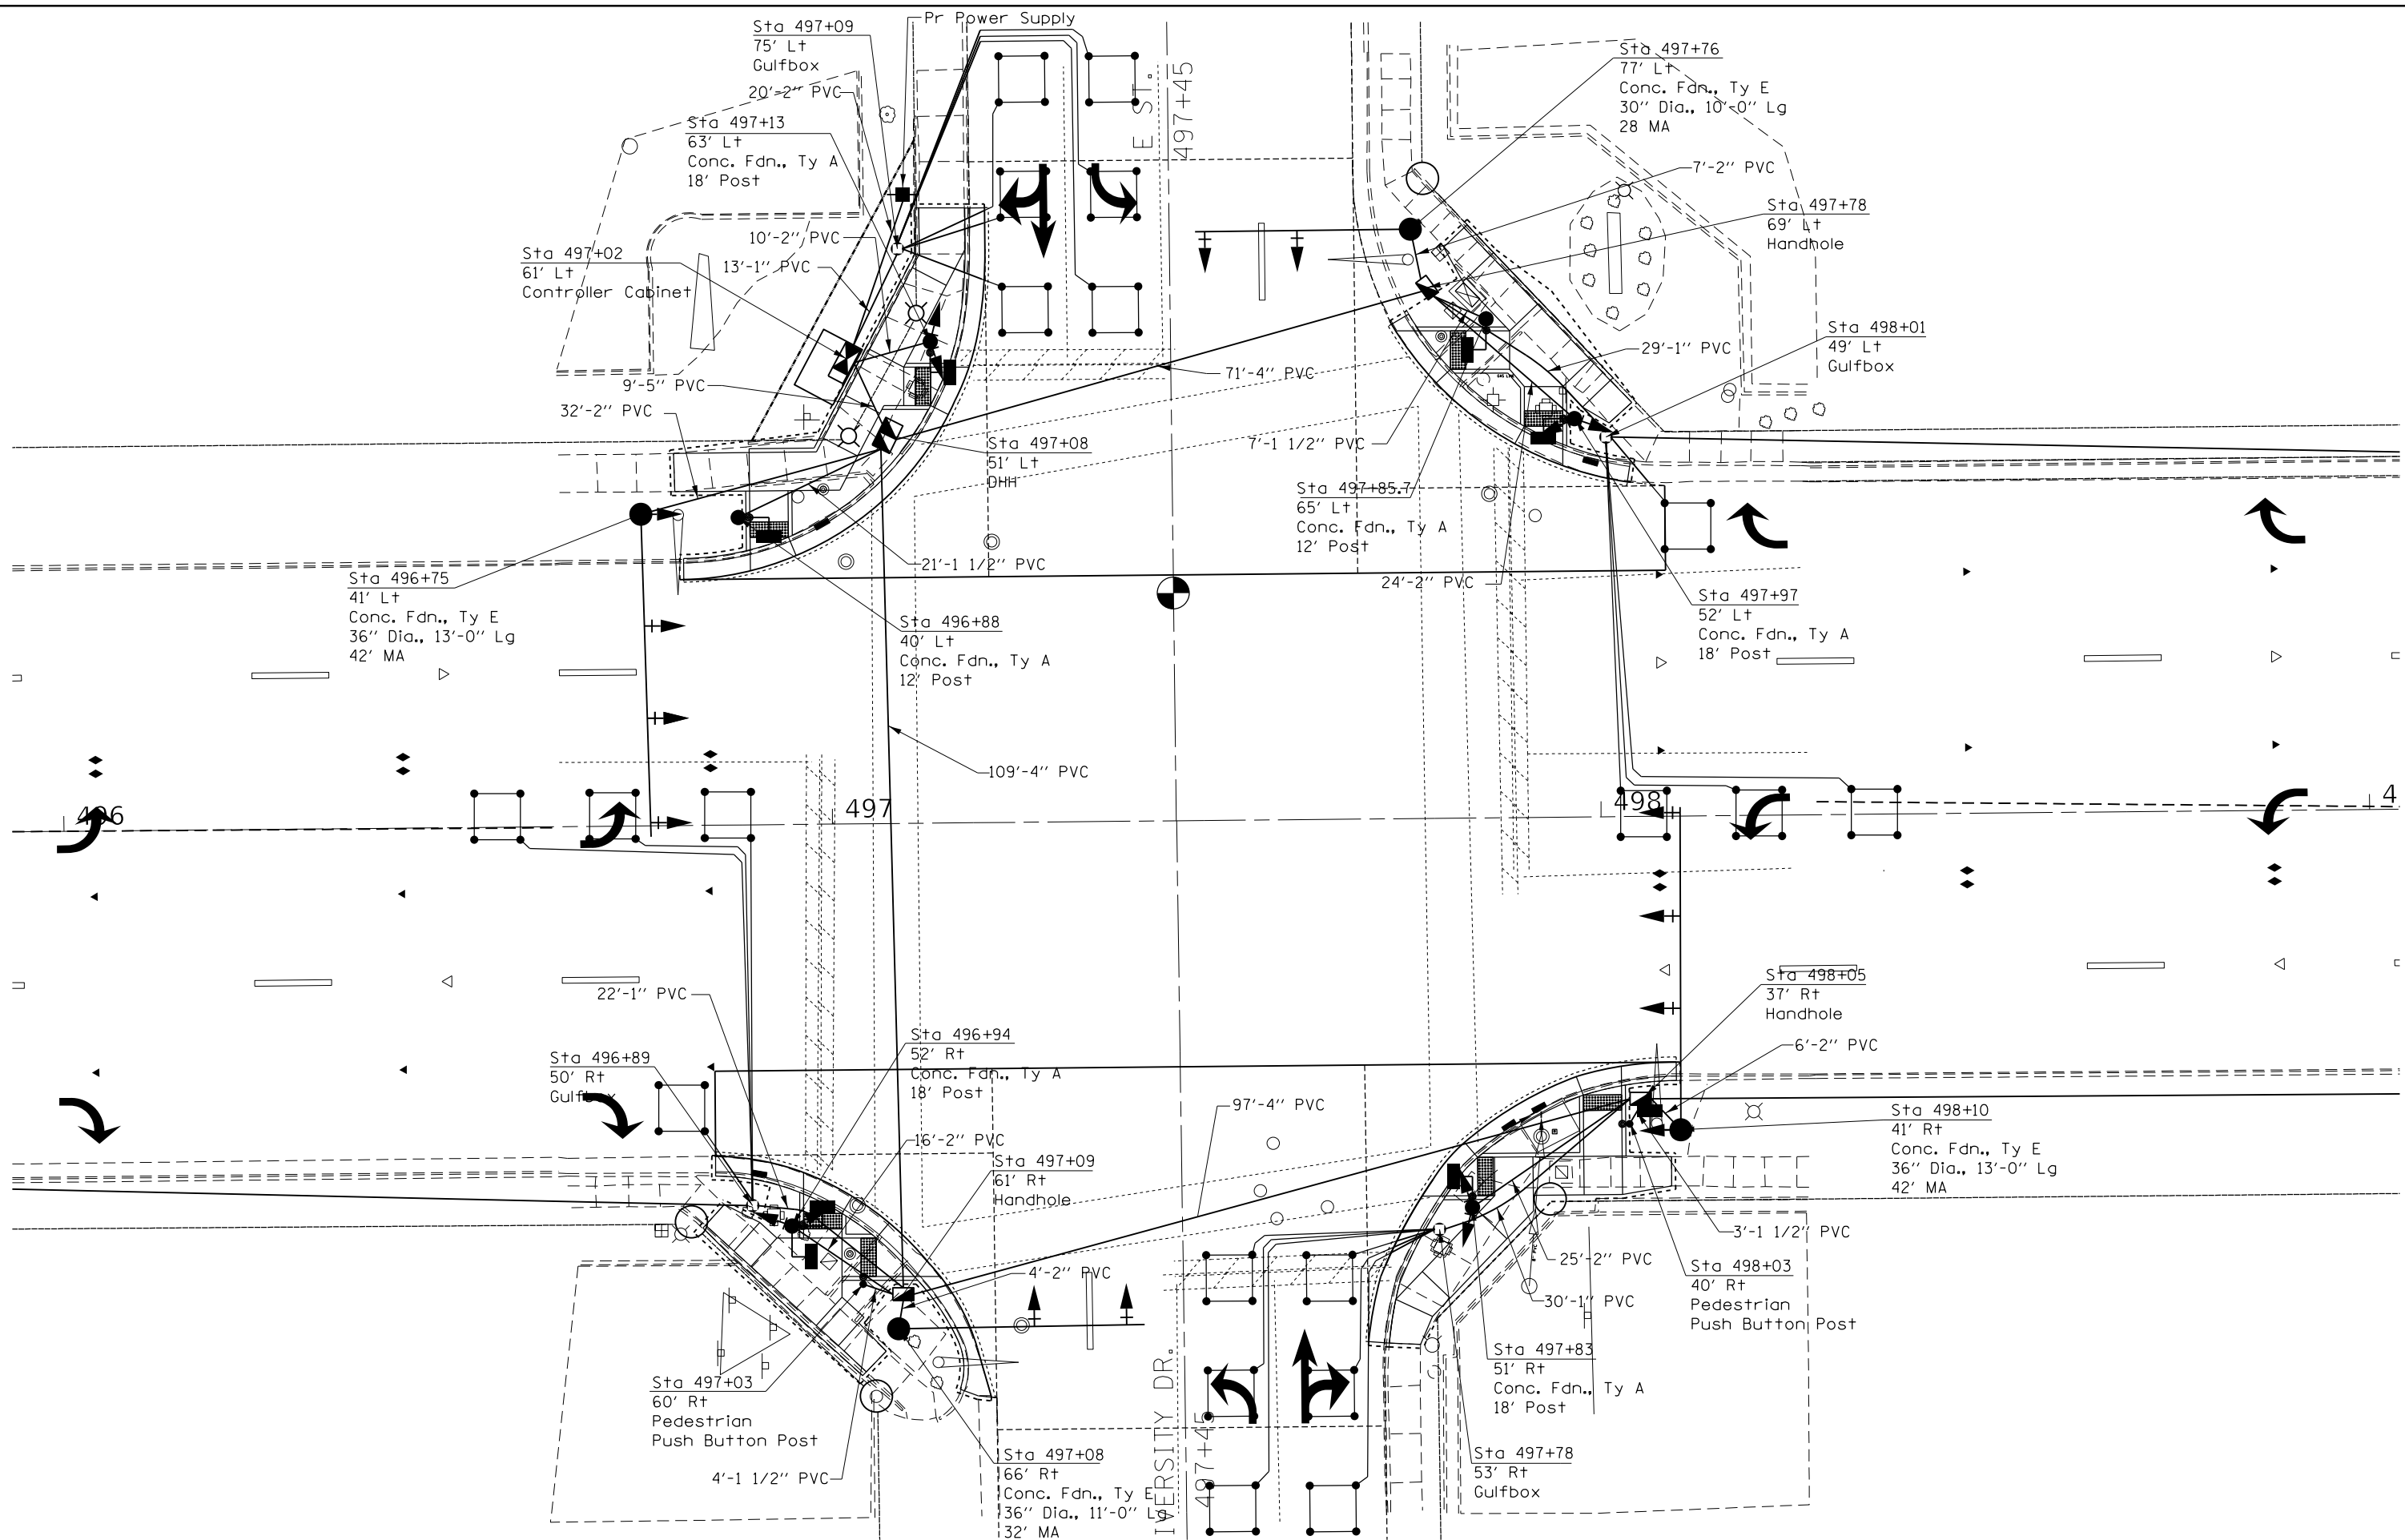 Pr Power Supply
Sta 497+09
75' Lt
Gulfbox
20'-2" PVC
Sta 497+13
63' Lt
Conc. Fdn., Ty A
18' Post
10'-2" PVC
13'-1" PVC
Sta 497+02
61' Lt
Controller Cabinet
9'-5" PVC
32'-2" PVC
E ST.
497+45
Sta 497+76
77' Lt
Conc. Fdn., Ty E
30" Dia., 10'-0" Lg
28 MA
7'-2" PVC
Sta 497+78
69' Lt
Handhole
Sta 498+01
49' Lt
Gulfbox
29'-1" PVC
71'-4" PVC
7'-1 1/2" PVC
Sta 497+08
51' Lt
DHH
Sta 497+85.7
65' Lt
Conc. Fdn., Ty A
12' Post
21'-1 1/2" PVC
24'-2" PVC
Sta 496+75
41' Lt
Conc. Fdn., Ty E
36" Dia., 13'-0" Lg
42' MA
Sta 496+88
40' Lt
Conc. Fdn., Ty A
12' Post
Sta 497+97
52' Lt
Conc. Fdn., Ty A
18' Post
109'-4" PVC
496
497
498
4
22'-1" PVC
Sta 496+94
52' Rt
Conc. Fdn., Ty A
18' Post
Sta 496+89
50' Rt
Gulfbox
16'-2" PVC
Sta 497+09
61' Rt
Handhole
97'-4" PVC
4'-2" PVC
Sta 498+05
37' Rt
Handhole
6'-2" PVC
Sta 498+10
41' Rt
Conc. Fdn., Ty E
36" Dia., 13'-0" Lg
42' MA
3'-1 1/2" PVC
25'-2" PVC
30'-1" PVC
Sta 498+03
40' Rt
Pedestrian
Push Button Post
Sta 497+83
51' Rt
Conc. Fdn., Ty A
18' Post
Sta 497+78
53' Rt
Gulfbox
Sta 497+03
60' Rt
Pedestrian
Push Button Post
4'-1 1/2" PVC
Sta 497+08
66' Rt
Conc. Fdn., Ty E
36" Dia., 11'-0" Lg
32' MA
IVERSITY DR.
497+45